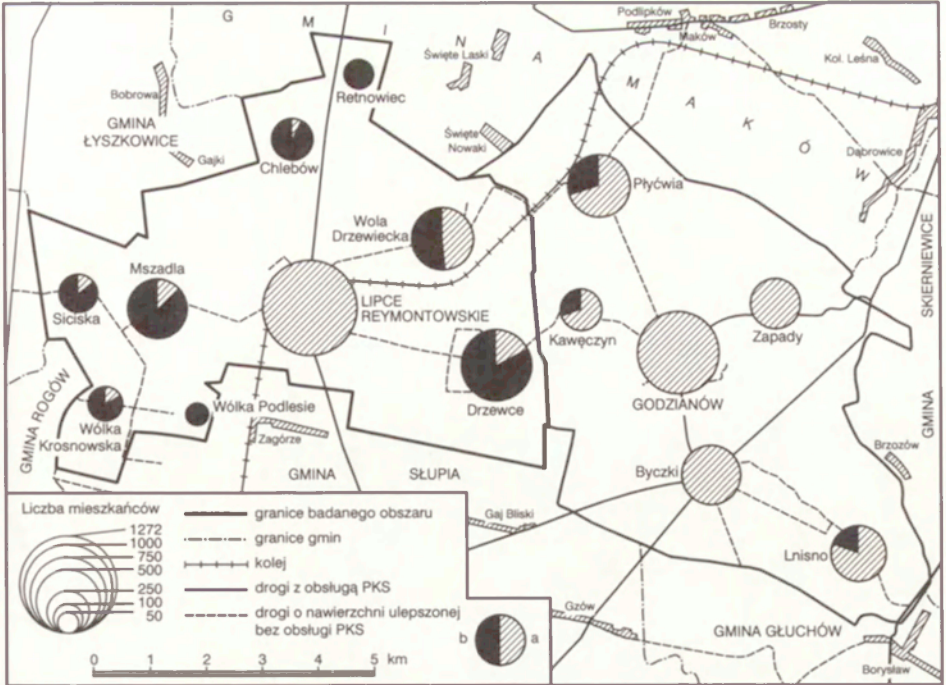 G M I N A M A K Ó W
Podlipków
Brzosty
Maków
Święte Laski
Kol. Leśna
Retnowiec
Bobrowa
GMINA
ŁYSZKOWICE
Gajki
Chlebów
Święte
Nowaki
Dąbrowice
Płyćwia
Wola
Drzewiecka
Mszadla
Siciska
LIPCE
REYMONTOWSKIE
Kawęczyn
Zapady
SKIERNIEWICE
GMINA
GODZIANÓW
Drzewce
GMINA ROGÓW
Wólka
Krosnowska
Wólka Podlesie
Zagórze
GMINA SŁUPIA
Byczki
Brzozów
Gaj Bliski
Lnisno
Gzów
GMINA GŁUCHÓW
Borysław
Liczba mieszkańców
1272
1000
750
500
250
100
50
granice badanego obszaru
granice gmin
kolej
drogi z obsługą PKS
drogi o nawierzchni ulepszonej
bez obsługi PKS
b a
0 1 2 3 4 5 km